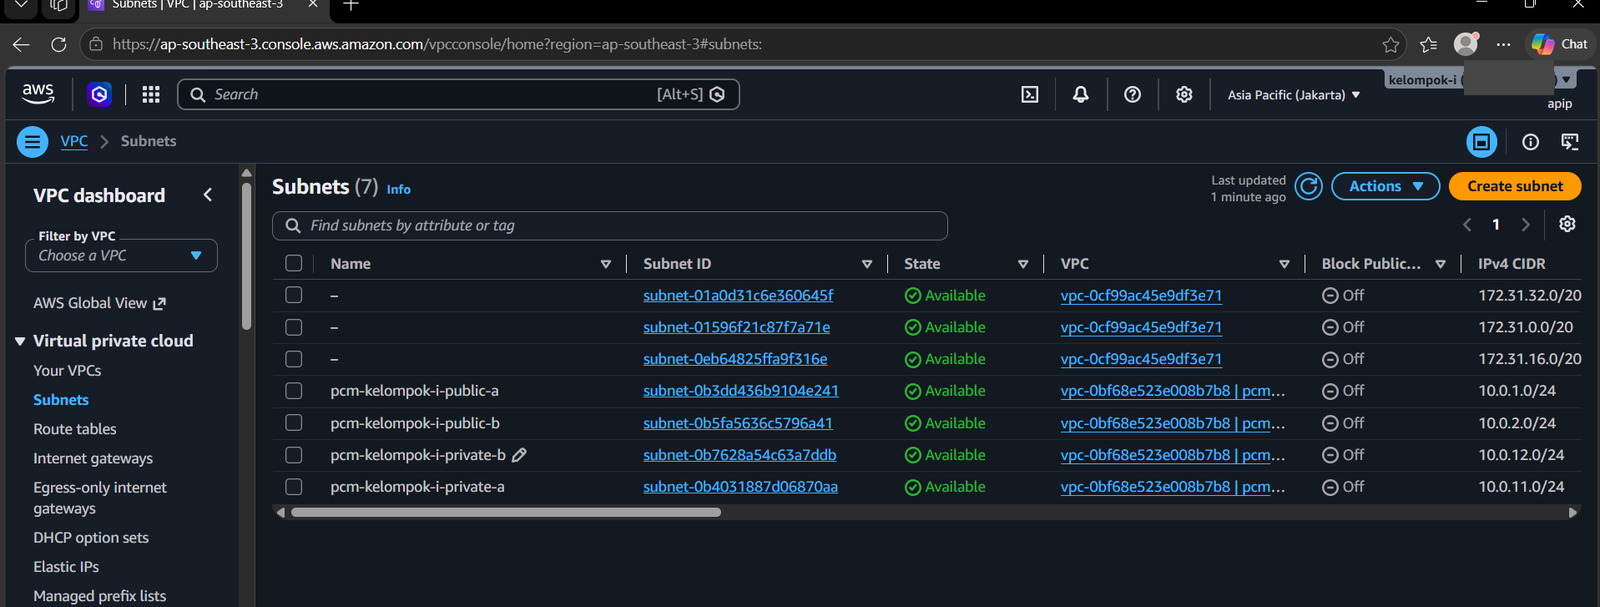 Subnets | VPC | ap-southeast-3
https://ap-southeast-3.console.aws.amazon.com/vpcconsole/home?region=ap-southeast-3#subnets:
Chat
aws
Search [Alt+S]
Asia Pacific (Jakarta)
kelompok-i (
)
apip
VPC > Subnets
VPC dashboard
Filter by VPC
Choose a VPC
AWS Global View
Virtual private cloud
Your VPCs
Subnets
Route tables
Internet gateways
Egress-only internet
gateways
DHCP option sets
Elastic IPs
Managed prefix lists
Subnets (7) Info
Last updated
1 minute ago
Actions
Create subnet
Find subnets by attribute or tag
1
Name Subnet ID State VPC Block Public... IPv4 CIDR
– subnet-01a0d31c6e360645f Available vpc-0cf99ac45e9df3e71 Off 172.31.32.0/20
– subnet-01596f21c87f7a71e Available vpc-0cf99ac45e9df3e71 Off 172.31.0.0/20
– subnet-0eb64825ffa9f316e Available vpc-0cf99ac45e9df3e71 Off 172.31.16.0/20
pcm-kelompok-i-public-a subnet-0b3dd436b9104e241 Available vpc-0bf68e523e008b7b8 | pcm... Off 10.0.1.0/24
pcm-kelompok-i-public-b subnet-0b5fa5636c5796a41 Available vpc-0bf68e523e008b7b8 | pcm... Off 10.0.2.0/24
pcm-kelompok-i-private-b subnet-0b7628a54c63a7ddb Available vpc-0bf68e523e008b7b8 | pcm... Off 10.0.12.0/24
pcm-kelompok-i-private-a subnet-0b4031887d06870aa Available vpc-0bf68e523e008b7b8 | pcm... Off 10.0.11.0/24